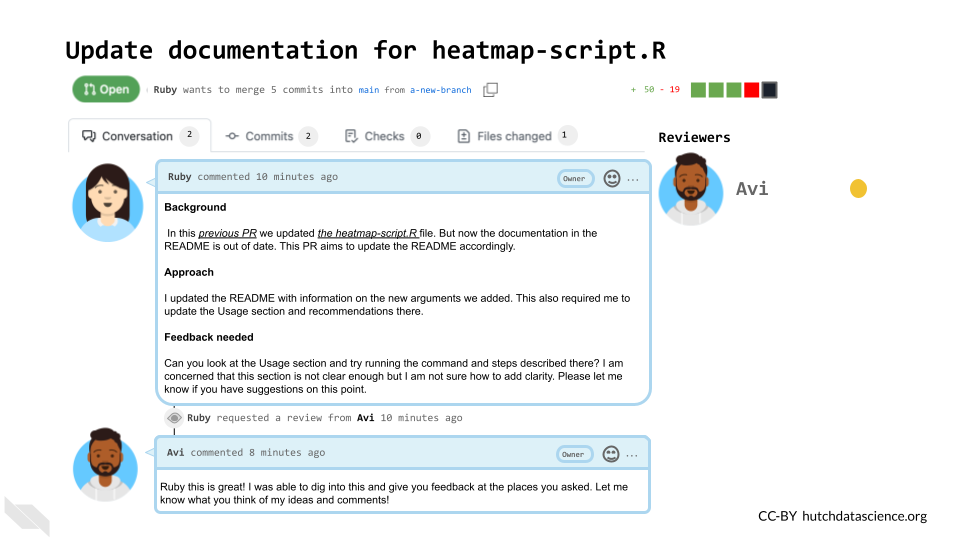 Update documentation for heatmap-script.R
Open Ruby wants to merge 5 commits into main from a-new-branch + 50 - 19
Conversation 2 Commits 2 Checks 0 Files changed 1
Reviewers
Avi
Ruby commented 10 minutes ago Owner ...
Background
In this previous PR we updated the heatmap-script.R file. But now the documentation in the
README is out of date. This PR aims to update the README accordingly.
Approach
I updated the README with information on the new arguments we added. This also required me to
update the Usage section and recommendations there.
Feedback needed
Can you look at the Usage section and try running the command and steps described there? I am
concerned that this section is not clear enough but I am not sure how to add clarity. Please let me
know if you have suggestions on this point.
Ruby requested a review from Avi 10 minutes ago
Avi commented 8 minutes ago Owner ...
Ruby this is great! I was able to dig into this and give you feedback at the places you asked. Let me
know what you think of my ideas and comments!
CC-BY hutchdatascience.org